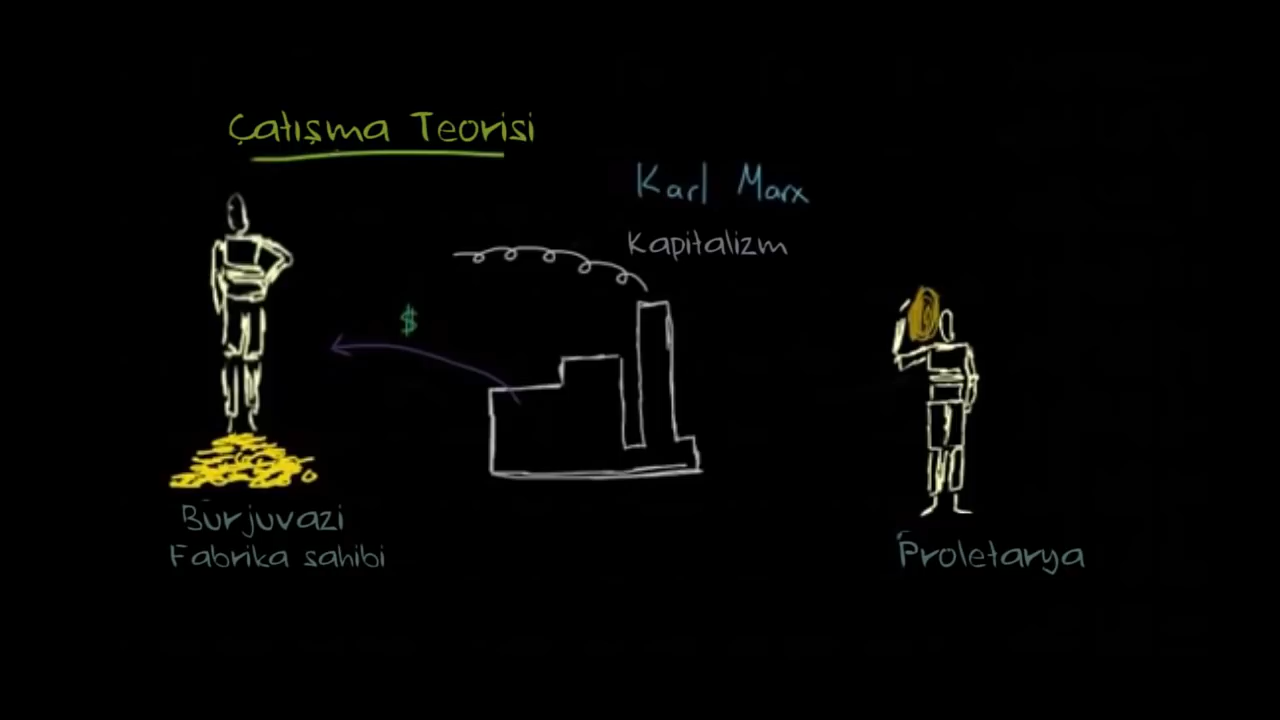 Çatışma Teorisi
Karl Marx
Kapitalizm
$
Burjuvazi
Fabrika sahibi
Proletarya